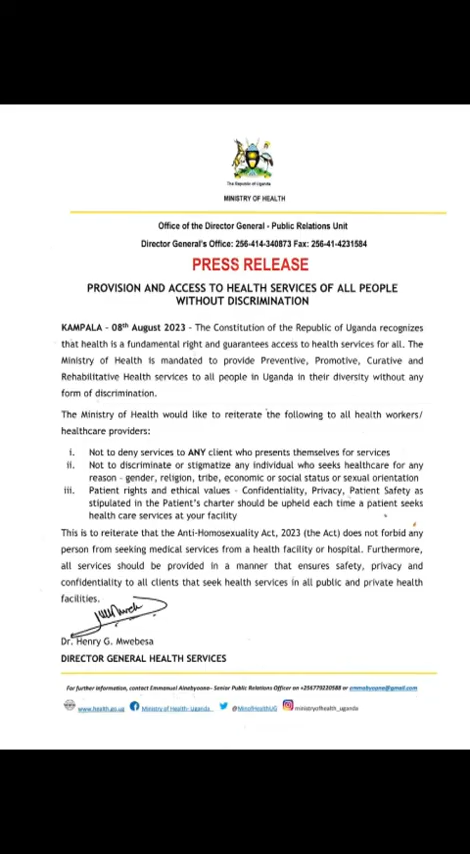 The Republic of Uganda
MINISTRY OF HEALTH
Office of the Director General - Public Relations Unit
Director General's Office: 256-414-340873 Fax: 256-41-4231584
PRESS RELEASE
PROVISION AND ACCESS TO HEALTH SERVICES OF ALL PEOPLE
WITHOUT DISCRIMINATION
KAMPALA - 08th August 2023 - The Constitution of the Republic of Uganda recognizes
that health is a fundamental right and guarantees access to health services for all. The
Ministry of Health is mandated to provide Preventive, Promotive, Curative and
Rehabilitative Health services to all people in Uganda in their diversity without any
form of discrimination.
The Ministry of Health would like to reiterate the following to all health workers/
healthcare providers:
i. Not to deny services to ANY client who presents themselves for services
ii. Not to discriminate or stigmatize any individual who seeks healthcare for any
reason - gender, religion, tribe, economic or social status or sexual orientation
iii. Patient rights and ethical values - Confidentiality, Privacy, Patient Safety as
stipulated in the Patient's charter should be upheld each time a patient seeks
health care services at your facility
This is to reiterate that the Anti-Homosexuality Act, 2023 (the Act) does not forbid any
person from seeking medical services from a health facility or hospital. Furthermore,
all services should be provided in a manner that ensures safety, privacy and
confidentiality to all clients that seek health services in all public and private health
facilities.
Dr. Henry G. Mwebesa
DIRECTOR GENERAL HEALTH SERVICES
For further information, contact Emmanuel Ainebyoona- Senior Public Relations Officer on +256779220588 or emmabyoona@gmail.com
www.health.go.ug Ministry of Health- Uganda @MinofHealthUG ministryofhealth_uganda